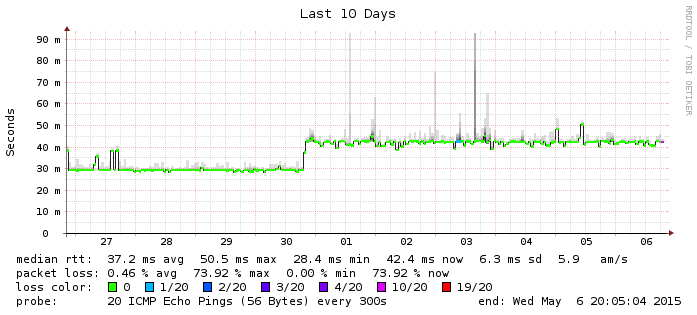 Last 10 Days
RRDTOOL / TOBI OETIKER
Seconds
90 m
80 m
70 m
60 m
50 m
40 m
30 m
20 m
10 m
0
27 28 29 30 01 02 03 04 05 06
median rtt: 37.2 ms avg 50.5 ms max 28.4 ms min 42.4 ms now 6.3 ms sd 5.9 am/s
packet loss: 0.46 % avg 73.92 % max 0.00 % min 73.92 % now
loss color: 0 1/20 2/20 3/20 4/20 10/20 19/20
probe: 20 ICMP Echo Pings (56 Bytes) every 300s end: Wed May 6 20:05:04 2015